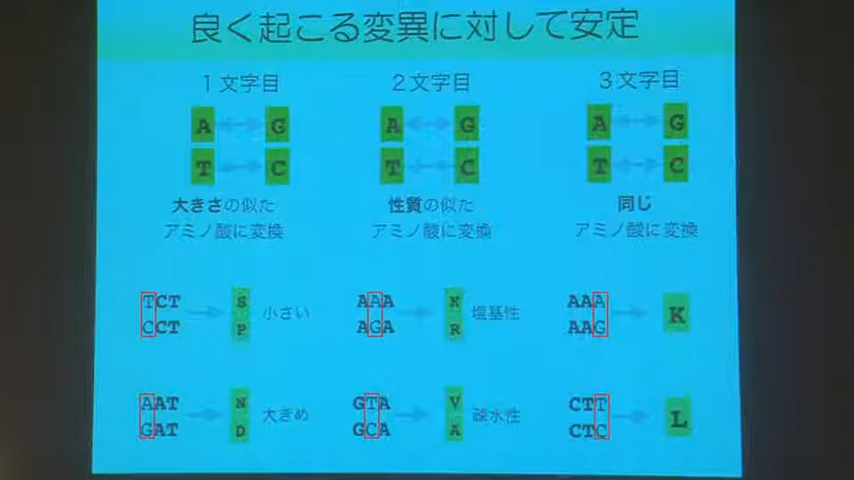 良く起こる変異に対して安定
1文字目
A G
T C
大きさの似た
アミノ酸に変換
TCT S 小さい
CCT P
AAT N 大きめ
GAT D
2文字目
A G
T C
性質の似た
アミノ酸に変換
AAA K 塩基性
AGA R
GTA V 疎水性
GCA A
3文字目
A G
T C
同じ
アミノ酸に変換
AAA K
AAG
CTT L
CTC